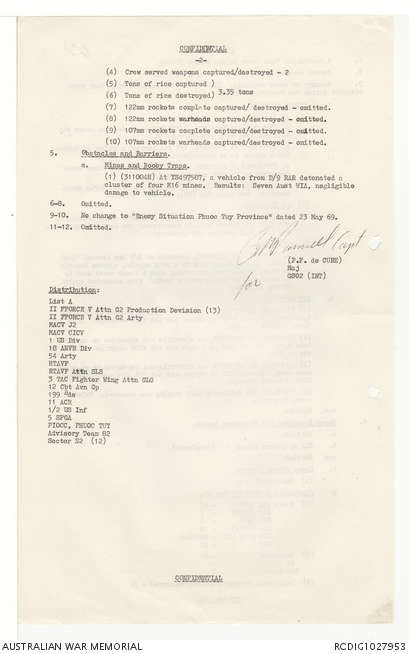 CONFIDENTIAL
-2-
(4) Crew served weapons captured/destroyed - 2
(5) Tons of rice captured )
(6) Tons of rice destroyed) 3.35 tons
(7) 122mm rockets complete captured/ destroyed - omitted.
(8) 122mm rockets warheads captured/destroyed - omitted.
(9) 107mm rockets complete captured/destroyed - omitted.
(10) 107mm rockets warheads captured/destroyed - omitted.
5. Obstacles and Barriers.
a. Mines and Booby Traps.
(1) (311004H) At YS497587, a vehicle from D/9 RAR detonated a
cluster of four M16 mines. Results: Seven Aust WIA, negligible
damage to vehicle.
6-8. Omitted.
9-10. No change to "Enemy Situation Phuoc Tuy Province" dated 23 May 69.
11-12. Omitted.
Capt
(P.F. de CURE)
Maj
GSO2 (INT)
for
Distribution:
List A
II FFORCE V Attn G2 Production Devision (13)
II FFORCE V Attn G2 Arty
MACV J2
MACV CICV
1 US Div
18 ARVN Div
54 Arty
RTAVF
RTAVF Attn SLS
3 TAC Fighter Wing Attn GLO
12 Cbt Avn Gp
199 Bde
11 ACR
1/2 US Inf
5 SFGA
PIOCC, PHUOC TUY
Advisory Team 82
Sector S2 (12)
CONFIDENTIAL
AUSTRALIAN WAR MEMORIAL
RCDIG1027953